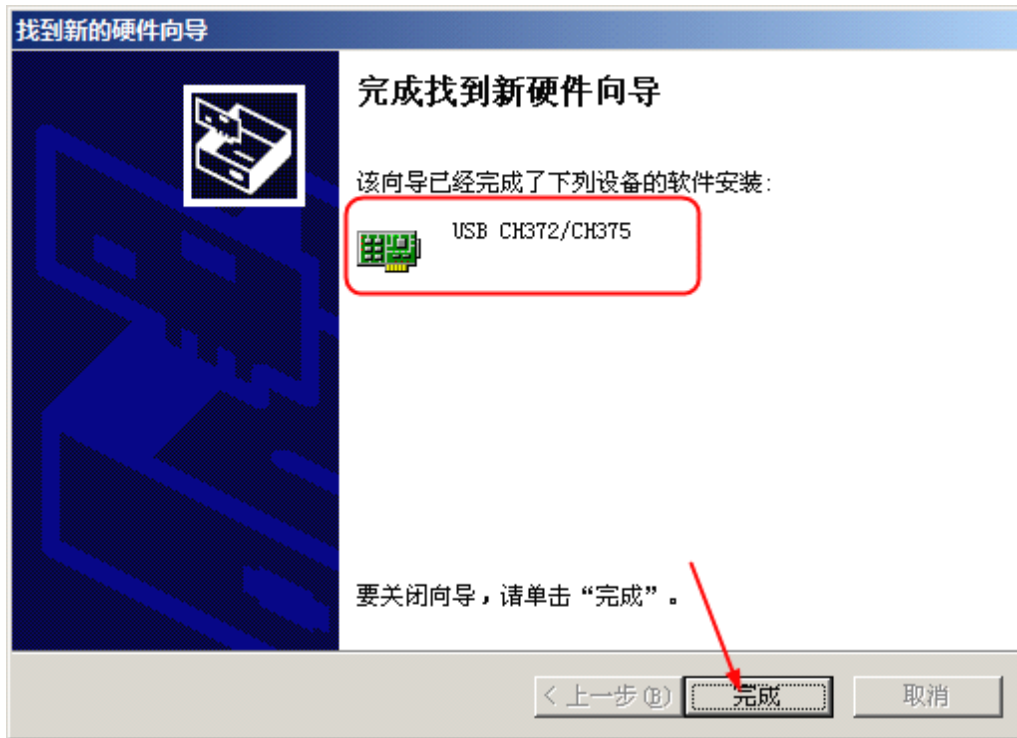 找到新的硬件向导
完成找到新硬件向导
该向导已经完成了下列设备的软件安装:
USB CH372/CH375
要关闭向导，请单击“完成”。
< 上一步(B)
完成
取消